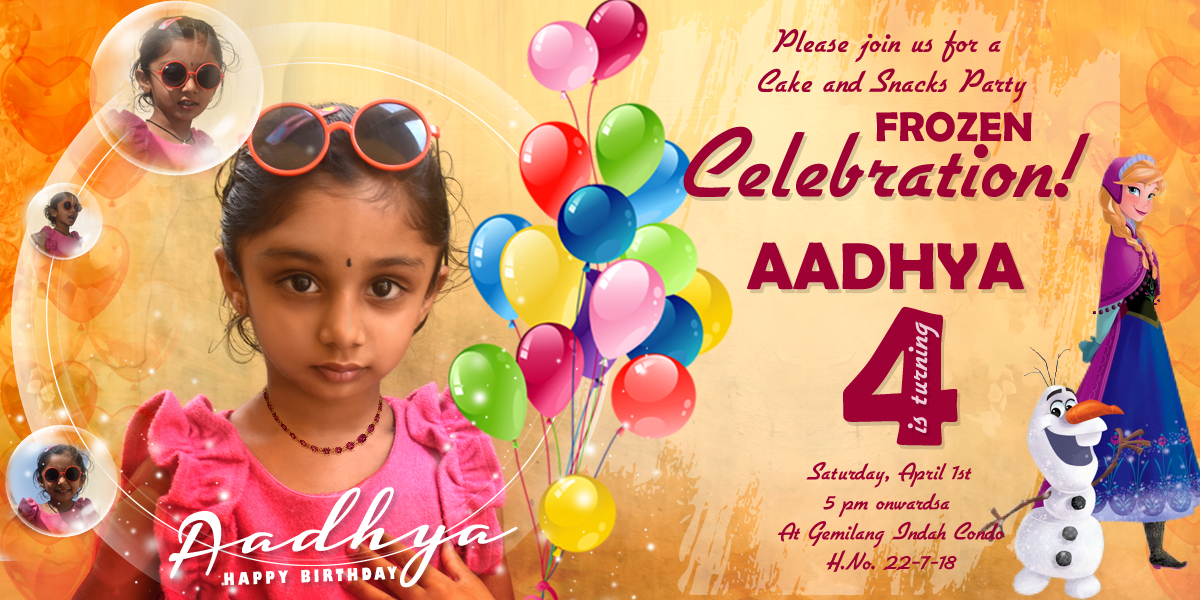 Please join us for a
Cake and Snacks Party
FROZEN
Celebration!
AADHYA
is turning
4
Saturday, April 1st
5 pm onwardsa
At Gemilang Indah Condo
H.No. 22-7-18
Aadhya
HAPPY BIRTHDAY